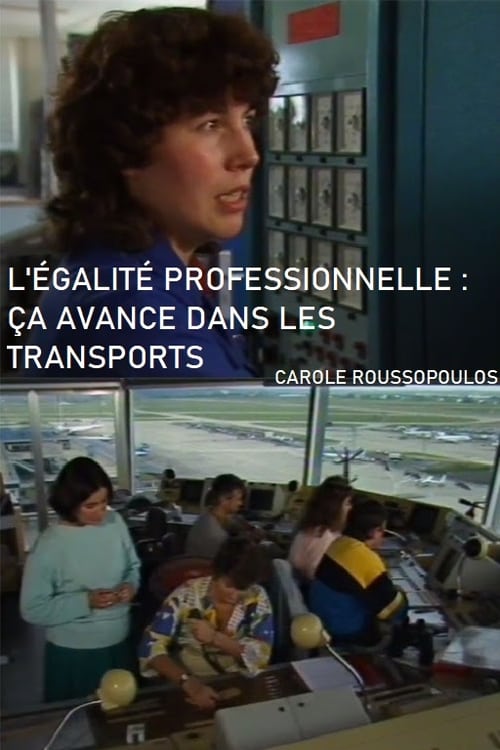 L'ÉGALITÉ PROFESSIONNELLE :
ÇA AVANCE DANS LES
TRANSPORTS
CAROLE ROUSSOPOULOS